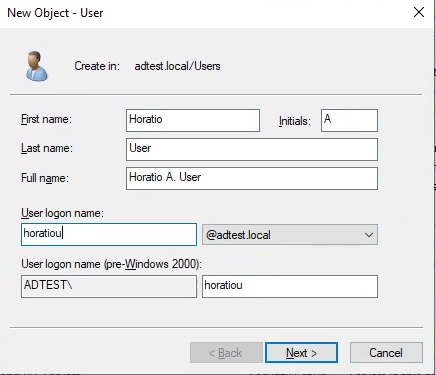 New Object - User
Create in: adtest.local/Users
First name: Horatio Initials: A
Last name: User
Full name: Horatio A. User
User logon name:
horatiou @adtest.local
User logon name (pre-Windows 2000):
ADTEST\ horatiou
< Back Next > Cancel